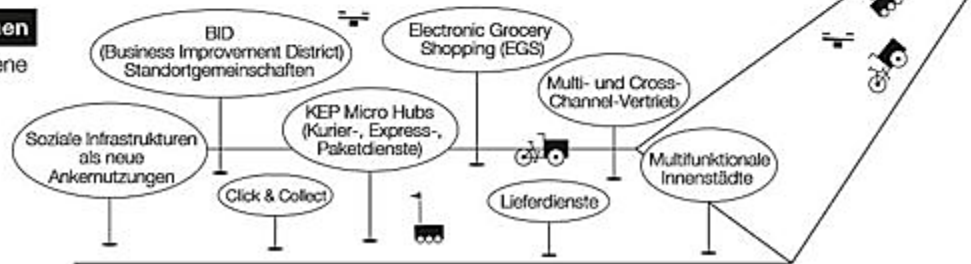 en
ene
BID
(Business Improvement District)
Standortgemeinschaften
Electronic Grocery
Shopping (EGS)
Multi- und Cross-
Channel-Vertrieb
KEP Micro Hubs
(Kurier-, Express-,
Paketdienste)
Soziale Infrastrukturen
als neue
Ankernutzungen
Multifunktionale
Innenstädte
Click & Collect
Lieferdienste